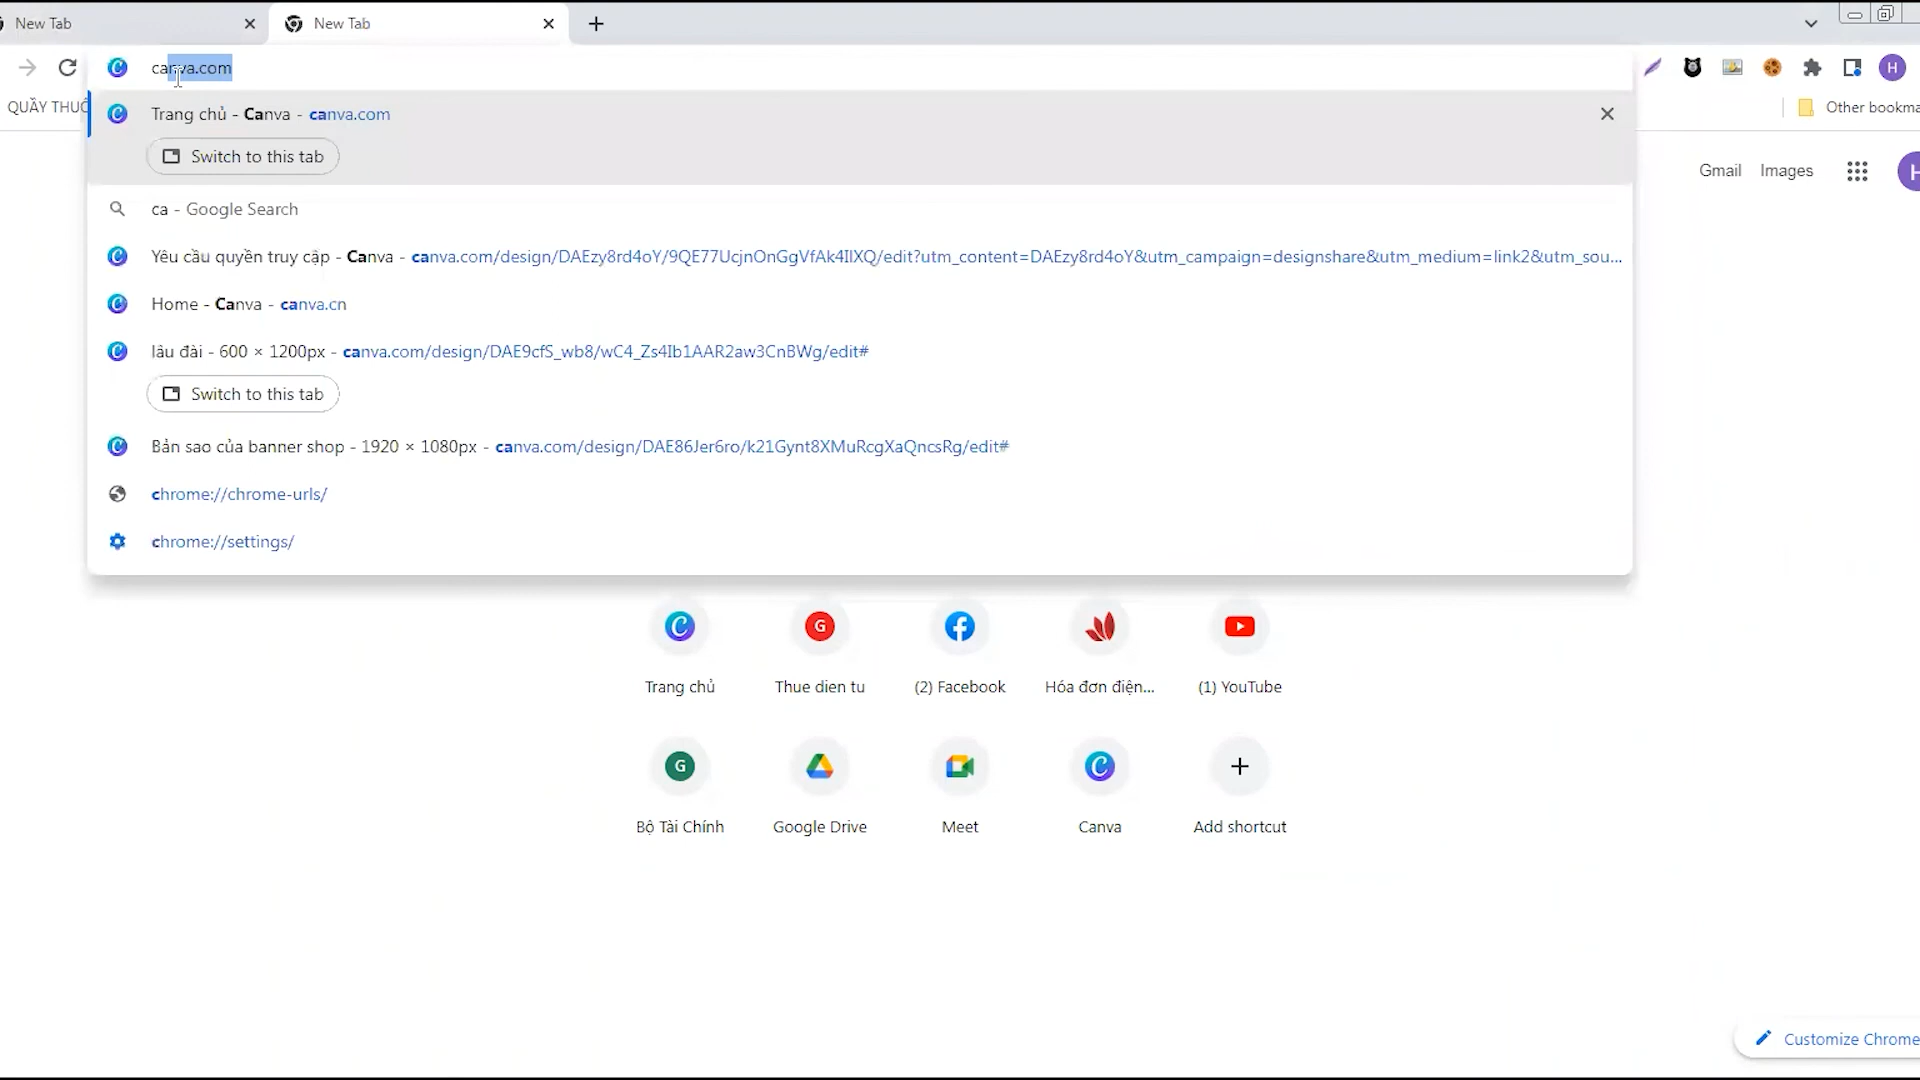 New Tab
New Tab
canva.com
QUẦY THUỐ
Other bookma
Trang chủ - Canva - canva.com
Switch to this tab
Gmail Images
H
H
ca - Google Search
Yêu cầu quyền truy cập - Canva - canva.com/design/DAEzy8rd4oY/9QE77UcjnOnGgVfAk4IlXQ/edit?utm_content=DAEzy8rd4oY&utm_campaign=designshare&utm_medium=link2&utm_sou...
Home - Canva - canva.cn
lâu đài - 600 × 1200px - canva.com/design/DAE9cfS_wb8/wC4_Zs4Ib1AAR2aw3CnBWg/edit#
Switch to this tab
Bản sao của banner shop - 1920 × 1080px - canva.com/design/DAE86Jer6ro/k21Gynt8XMuRcgXaQncsRg/edit#
chrome://chrome-urls/
chrome://settings/
G
Trang chủ Thue dien tu (2) Facebook Hóa đơn điện... (1) YouTube
G
Bộ Tài Chính Google Drive Meet Canva Add shortcut
Customize Chrome